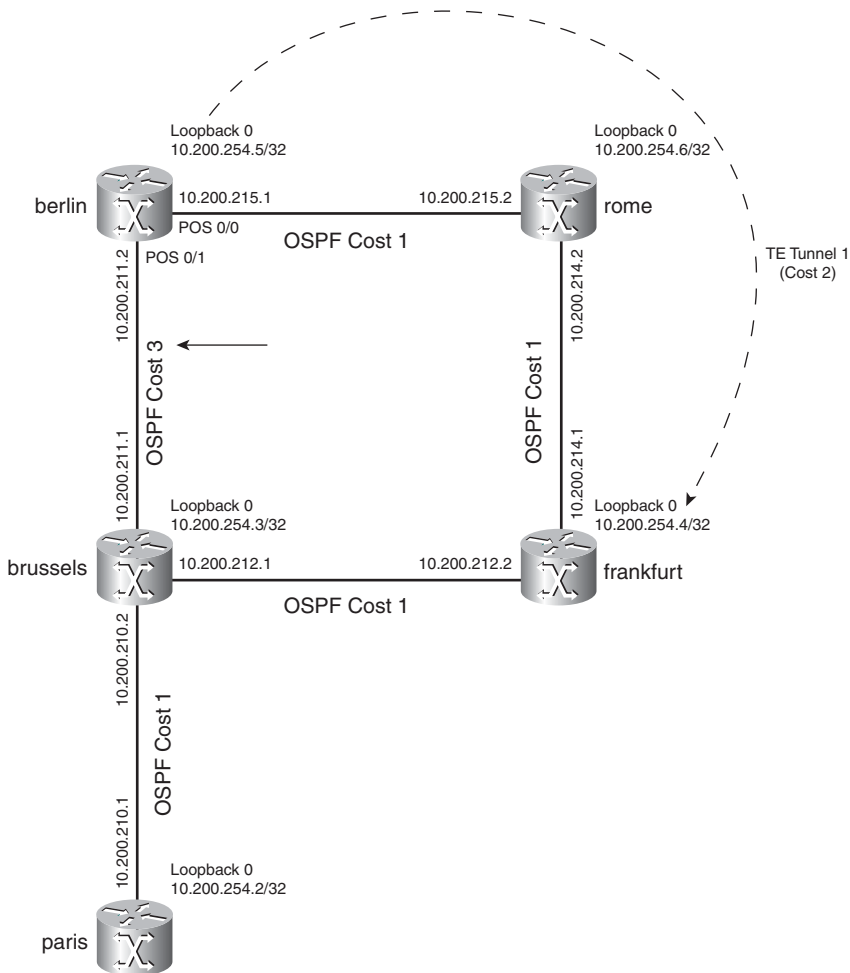 Loopback 0
10.200.254.5/32
Loopback 0
10.200.254.6/32
berlin
10.200.215.1
10.200.215.2
rome
POS 0/0
OSPF Cost 1
POS 0/1
10.200.211.2
10.200.214.2
TE Tunnel 1
(Cost 2)
OSPF Cost 3
OSPF Cost 1
10.200.211.1
10.200.214.1
Loopback 0
10.200.254.3/32
Loopback 0
10.200.254.4/32
brussels
10.200.212.1
10.200.212.2
frankfurt
OSPF Cost 1
10.200.210.2
OSPF Cost 1
10.200.210.1
Loopback 0
10.200.254.2/32
paris